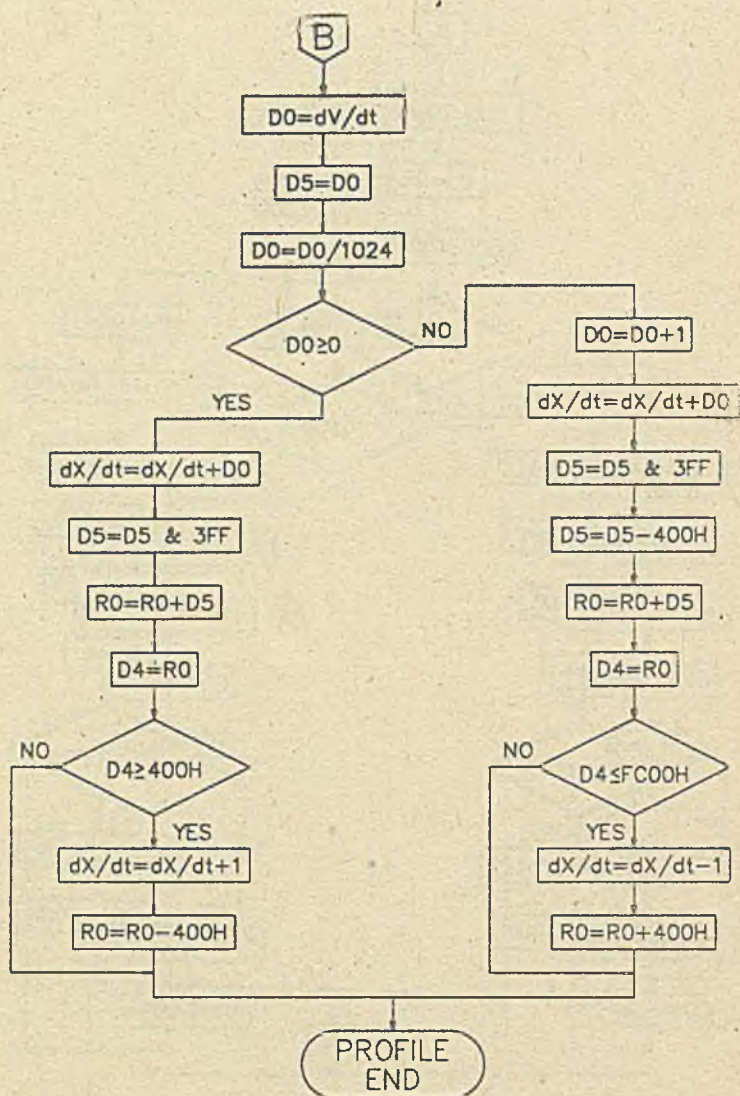 B
D0=dV/dt
D5=D0
D0=D0/1024
D0≥0
NO
YES
dX/dt=dX/dt+D0
D5=D5 & 3FF
R0=R0+D5
D4=R0
D4≥400H
NO
YES
dX/dt=dX/dt+1
R0=R0-400H
D0=D0+1
dX/dt=dX/dt+D0
D5=D5 & 3FF
D5=D5-400H
R0=R0+D5
D4=R0
D4≤FC00H
NO
YES
dX/dt=dX/dt-1
R0=R0+400H
PROFILE
END